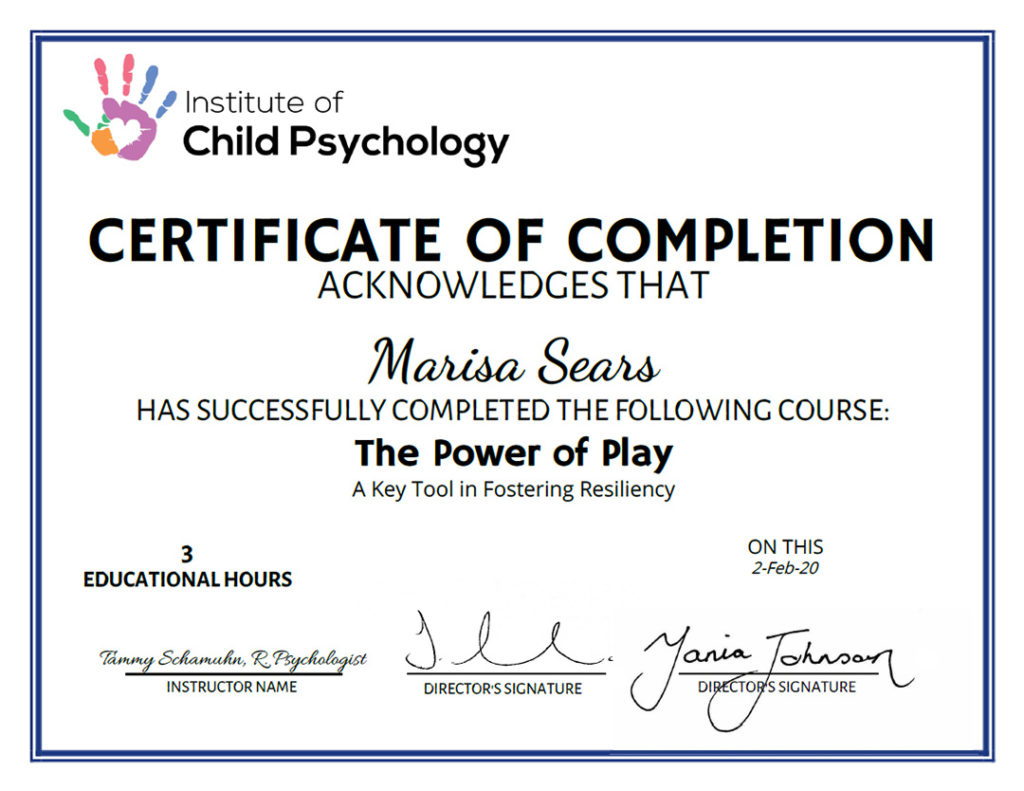 Institute of
Child Psychology
CERTIFICATE OF COMPLETION
ACKNOWLEDGES THAT
Marisa Sears
HAS SUCCESSFULLY COMPLETED THE FOLLOWING COURSE:
The Power of Play
A Key Tool in Fostering Resiliency
3
EDUCATIONAL HOURS
ON THIS
2-Feb-20
Tammy Schamuhn, R. Psychologist
INSTRUCTOR NAME
DIRECTOR'S SIGNATURE
Tania Johnson
DIRECTOR'S SIGNATURE